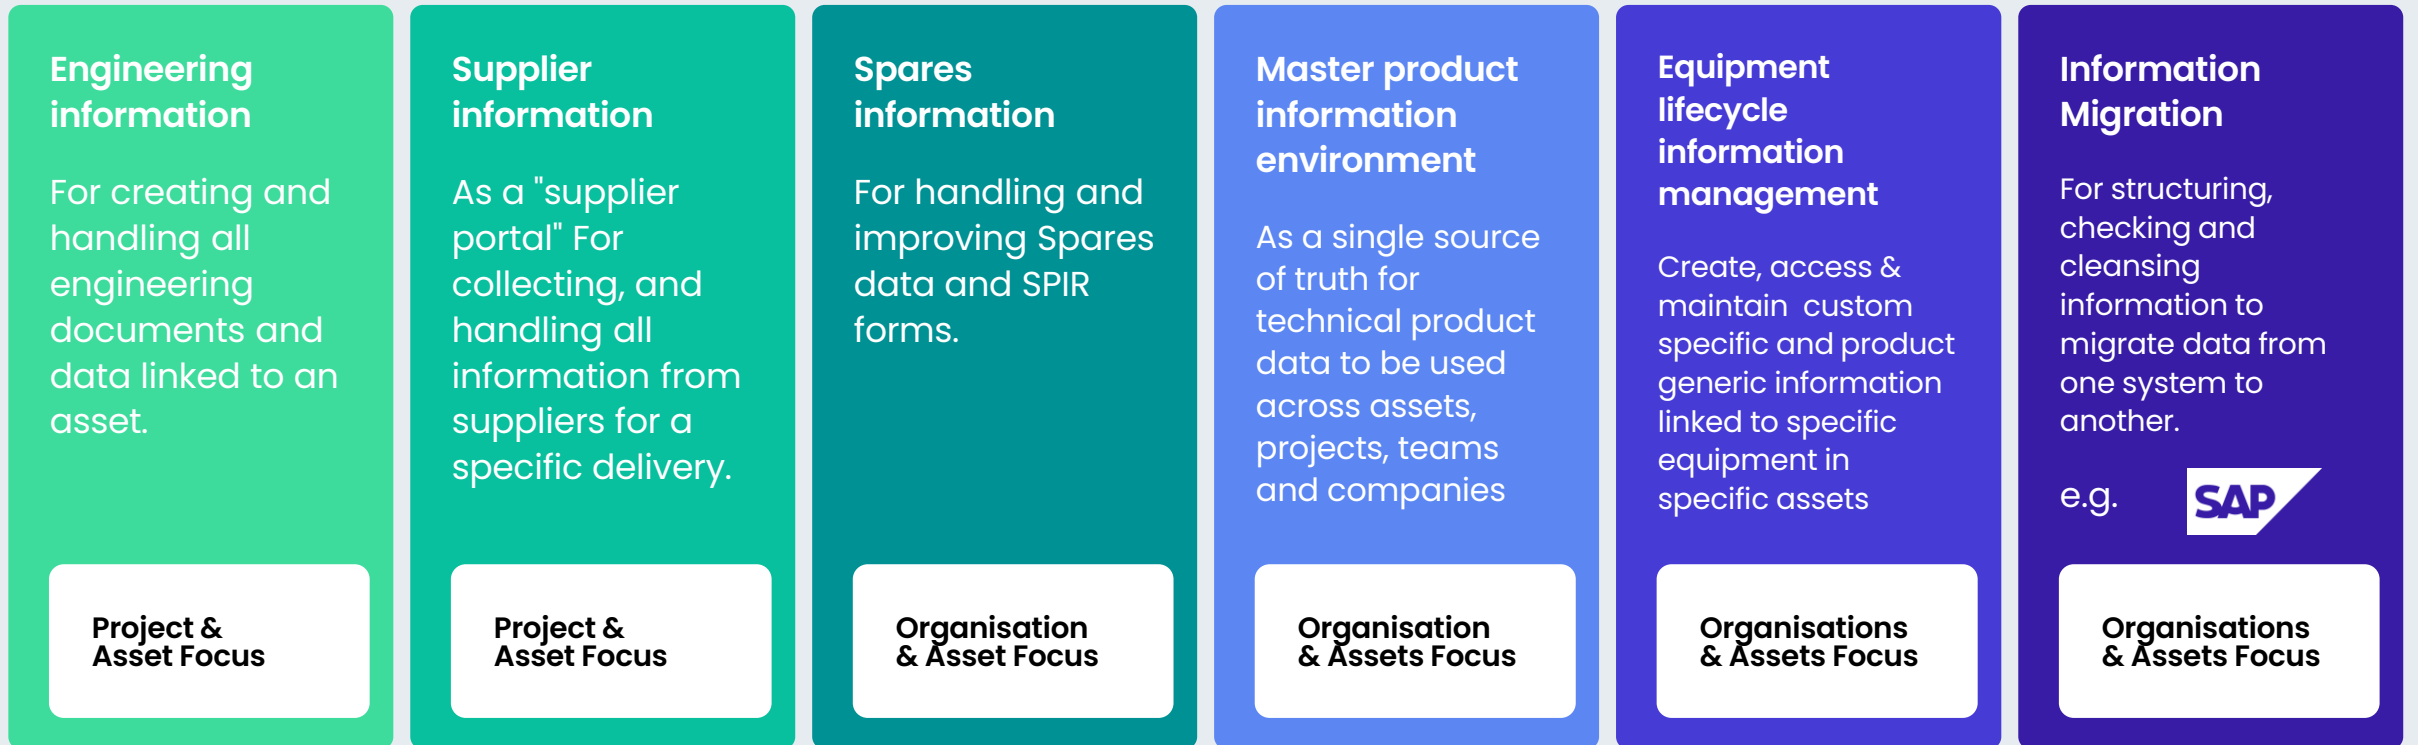 Engineering
information
For creating and
handling all
engineering
documents and
data linked to an
asset.
Project &
Asset Focus
Supplier
information
As a "supplier
portal" For
collecting, and
handling all
information from
suppliers for a
specific delivery.
Project &
Asset Focus
Spares
information
For handling and
improving Spares
data and SPIR
forms.
Organisation
& Asset Focus
Master product
information
environment
As a single source
of truth for
technical product
data to be used
across assets,
projects, teams
and companies
Organisation
& Assets Focus
Equipment
lifecycle
information
management
Create, access &
maintain  custom
specific and product
generic information
linked to specific
equipment in
specific assets
Organisations
& Assets Focus
Information
Migration
For structuring,
checking and
cleansing
information to
migrate data from
one system to
another.
e.g. SAP
Organisations
& Assets Focus